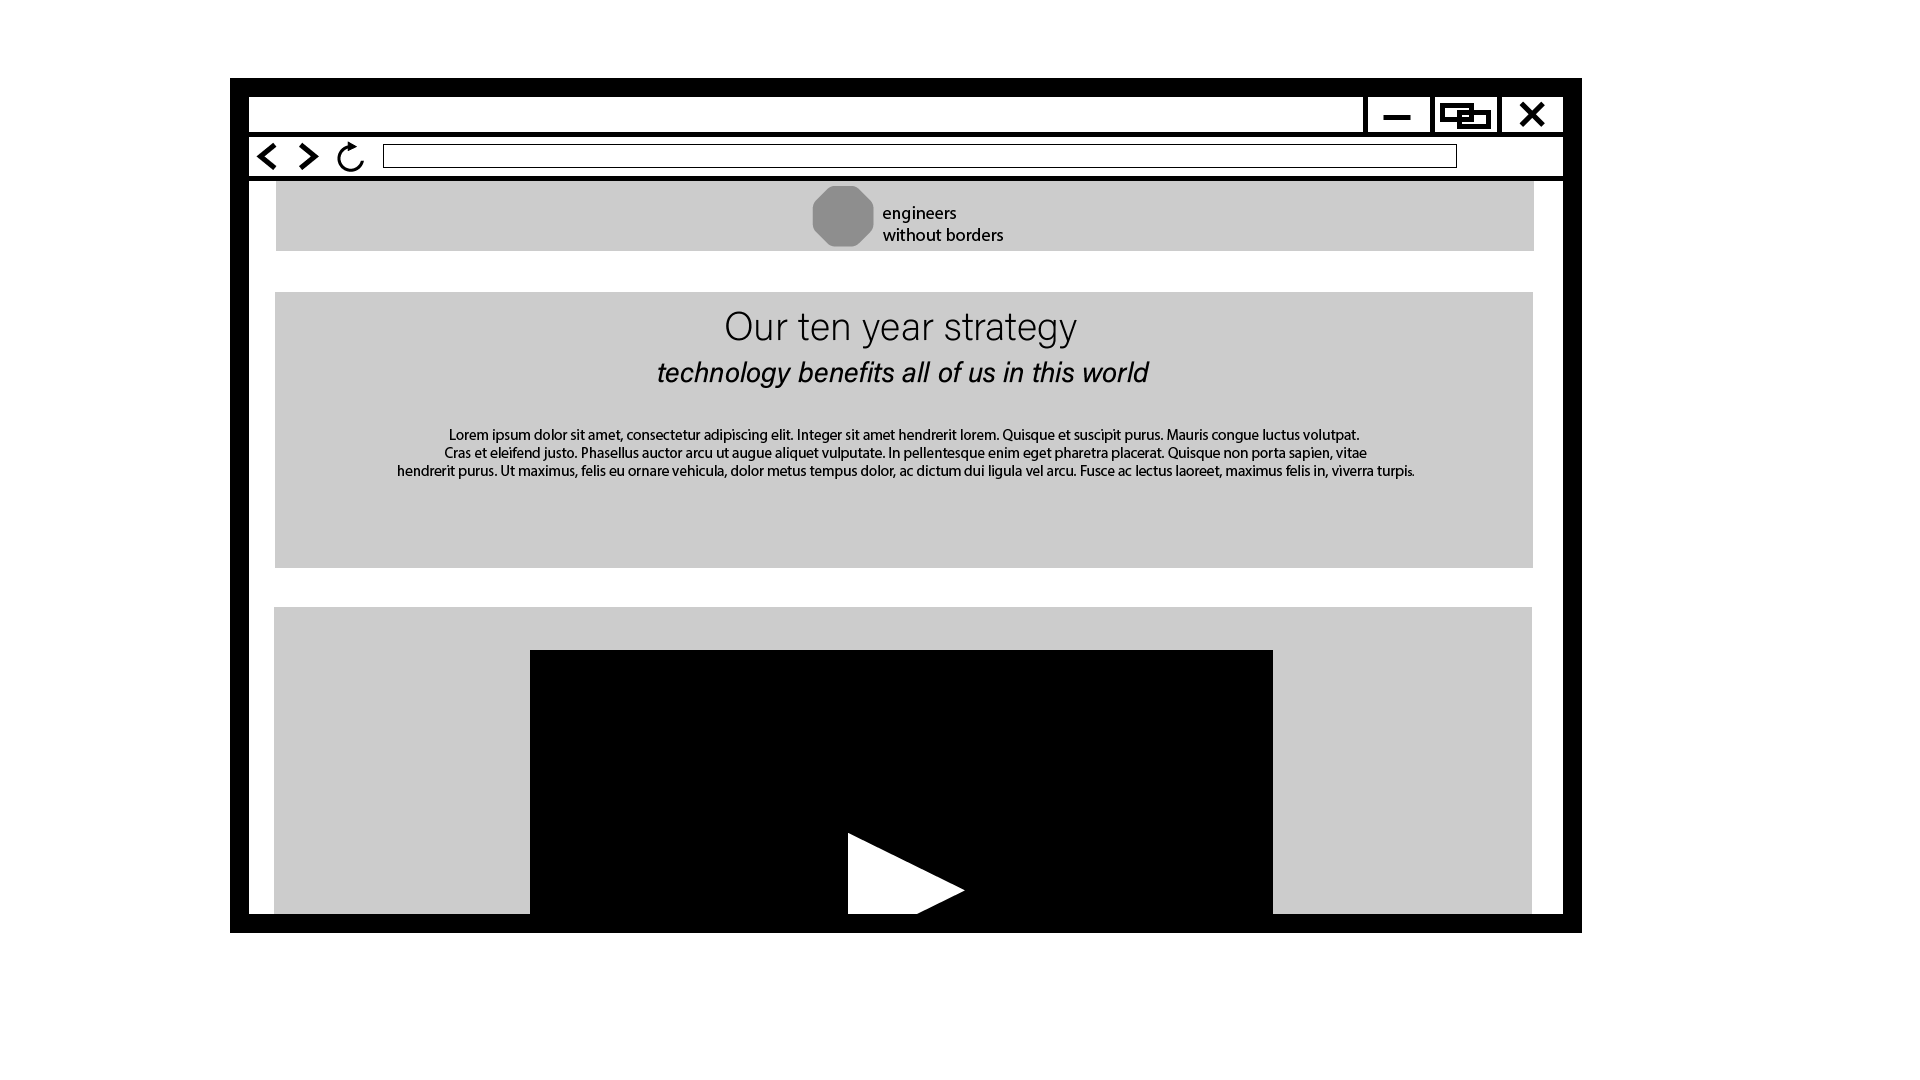 engineers
without borders
Our ten year strategy
technology benefits all of us in this world
Lorem ipsum dolor sit amet, consectetur adipiscing elit. Integer sit amet hendrerit lorem. Quisque et suscipit purus. Mauris congue luctus volutpat.
Cras et eleifend justo. Phasellus auctor arcu ut augue aliquet vulputate. In pellentesque enim eget pharetra placerat. Quisque non porta sapien, vitae
hendrerit purus. Ut maximus, felis eu ornare vehicula, dolor metus tempus dolor, ac dictum dui ligula vel arcu. Fusce ac lectus laoreet, maximus felis in, viverra turpis.